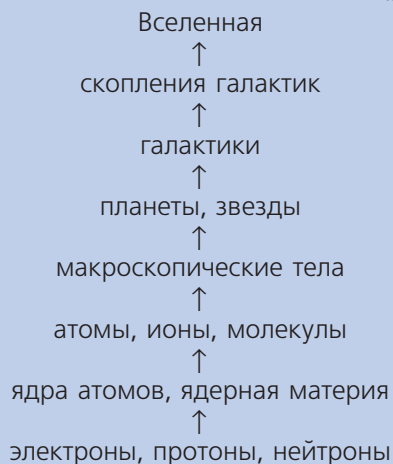 Вселенная
↑
скопления галактик
↑
галактики
↑
планеты, звезды
↑
макроскопические тела
↑
атомы, ионы, молекулы
↑
ядра атомов, ядерная материя
↑
электроны, протоны, нейтроны